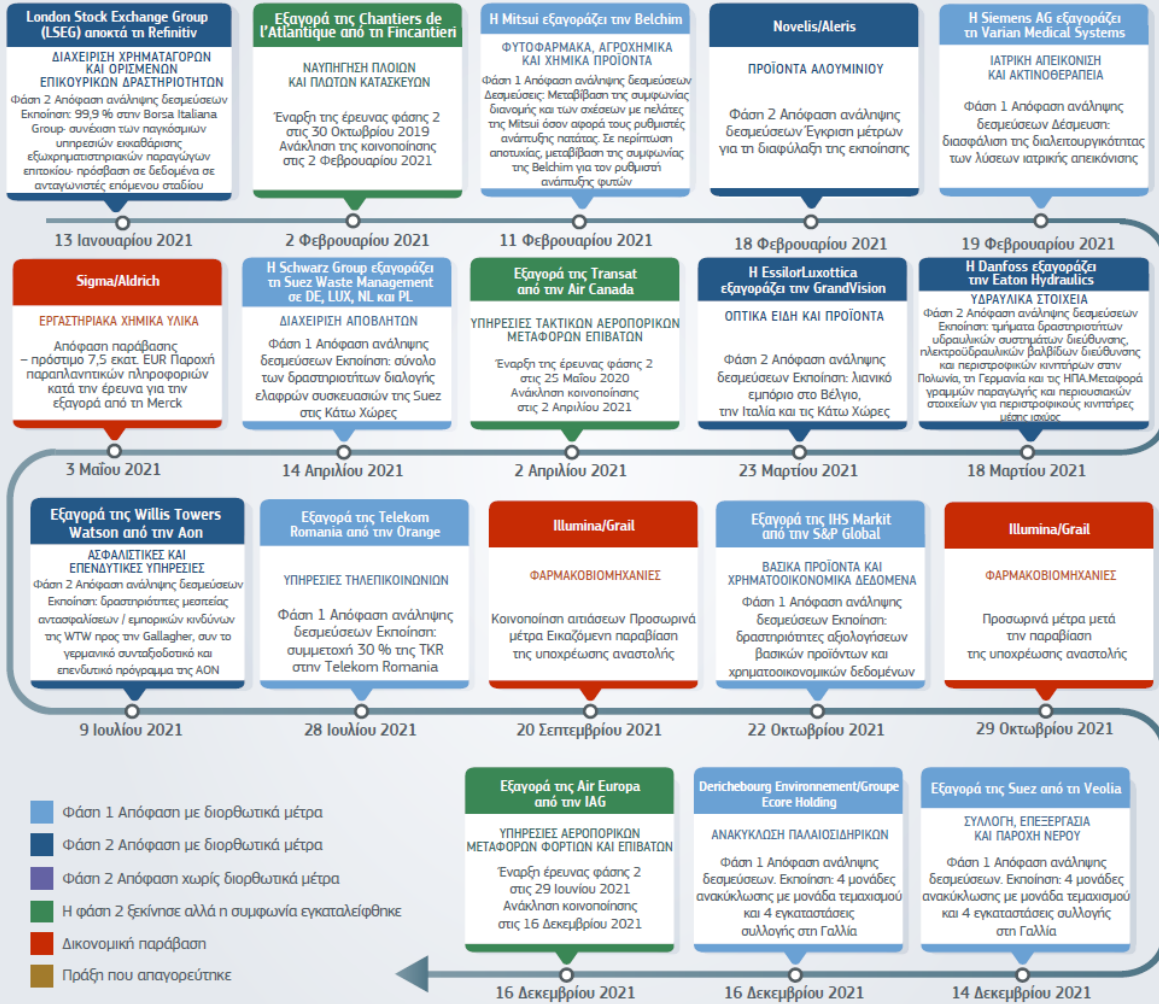 London Stock Exchange Group
(LSEG) αποκτά τη Refinitiv
ΔΙΑΧΕΙΡΙΣΗ ΧΡΗΜΑΤΑΓΟΡΩΝ
ΚΑΙ ΟΡΙΣΜΕΝΩΝ
ΕΠΙΚΟΥΡΙΚΩΝ ΔΡΑΣΤΗΡΙΟΤΗΤΩΝ
Φάση 2 Απόφαση ανάληψης δεσμεύσεων
Εκποίηση: 99,9 % στην Borsa Italiana
Group· συνέχιση των παγκόσμιων
υπηρεσιών εκκαθάρισης
εξωχρηματιστηριακών παραγώγων
επιτοκίου· πρόσβαση σε δεδομένα σε
ανταγωνιστές επόμενου σταδίου
13 Ιανουαρίου 2021
Εξαγορά της Chantiers de
l'Atlantique από τη Fincantieri
ΝΑΥΠΗΓΗΣΗ ΠΛΟΙΩΝ
ΚΑΙ ΠΛΩΤΩΝ ΚΑΤΑΣΚΕΥΩΝ
Έναρξη της έρευνας φάσης 2
στις 30 Οκτωβρίου 2019
Ανάκληση της κοινοποίησης
στις 2 Φεβρουαρίου 2021
2 Φεβρουαρίου 2021
Η Mitsui εξαγοράζει την Belchim
ΦΥΤΟΦΑΡΜΑΚΑ, ΑΓΡΟΧΗΜΙΚΑ
ΚΑΙ ΧΗΜΙΚΑ ΠΡΟΪΟΝΤΑ
Φάση 1 Απόφαση ανάληψης δεσμεύσεων
Δεσμεύσεις: Μεταβίβαση της συμφωνίας
διανομής και των σχέσεων με πελάτες
της Mitsui όσον αφορά τους ρυθμιστές
ανάπτυξης πατάτας. Σε περίπτωση
αποτυχίας, μεταβίβαση της συμφωνίας
της Belchim για τον ρυθμιστή
ανάπτυξης φυτών
11 Φεβρουαρίου 2021
Novelis/Aleris
ΠΡΟΪΟΝΤΑ ΑΛΟΥΜΙΝΙΟΥ
Φάση 2 Απόφαση ανάληψης
δεσμεύσεων Έγκριση μέτρων
για τη διαφύλαξη της εκποίησης
18 Φεβρουαρίου 2021
Η Siemens AG εξαγοράζει
τη Varian Medical Systems
ΙΑΤΡΙΚΗ ΑΠΕΙΚΟΝΙΣΗ
ΚΑΙ ΑΚΤΙΝΟΘΕΡΑΠΕΙΑ
Φάση 1 Απόφαση ανάληψης
δεσμεύσεων Δέσμευση:
διασφάλιση της διαλειτουργικότητας
των λύσεων ιατρικής απεικόνισης
19 Φεβρουαρίου 2021
Sigma/Aldrich
ΕΡΓΑΣΤΗΡΙΑΚΑ ΧΗΜΙΚΑ ΥΛΙΚΑ
Απόφαση παράβασης
– πρόστιμο 7,5 εκατ. EUR Παροχή
παραπλανητικών πληροφοριών
κατά την έρευνα για την
εξαγορά από τη Merck
3 Μαΐου 2021
Η Schwarz Group εξαγοράζει
τη Suez Waste Management
σε DE, LUX, NL και PL
ΔΙΑΧΕΙΡΙΣΗ ΑΠΟΒΛΗΤΩΝ
Φάση 1 Απόφαση ανάληψης
δεσμεύσεων Εκποίηση: σύνολο
των δραστηριοτήτων διαλογής
ελαφρών συσκευασιών της Suez
στις Κάτω Χώρες
14 Απριλίου 2021
Εξαγορά της Transat
από την Air Canada
ΥΠΗΡΕΣΙΕΣ ΤΑΚΤΙΚΩΝ ΑΕΡΟΠΟΡΙΚΩΝ
ΜΕΤΑΦΟΡΩΝ ΕΠΙΒΑΤΩΝ
Έναρξη της έρευνας φάσης 2
στις 25 Μαΐου 2020
Ανάκληση κοινοποίησης
στις 2 Απριλίου 2021
2 Απριλίου 2021
Η EssilorLuxottica
εξαγοράζει την GrandVision
ΟΠΤΙΚΑ ΕΙΔΗ ΚΑΙ ΠΡΟΪΟΝΤΑ
Φάση 2 Απόφαση ανάληψης
δεσμεύσεων Εκποίηση: λιανικό
εμπόριο στο Βέλγιο,
την Ιταλία και τις Κάτω Χώρες
23 Μαρτίου 2021
Η Danfoss εξαγοράζει
την Eaton Hydraulics
ΥΔΡΑΥΛΙΚΑ ΣΤΟΙΧΕΙΑ
Φάση 2 Απόφαση ανάληψης δεσμεύσεων
Εκποίηση: τμήματα δραστηριοτήτων
υδραυλικών συστημάτων διεύθυνσης,
ηλεκτροϋδραυλικών βαλβίδων διεύθυνσης
και περιστροφικών κινητήρων στην
Πολωνία, τη Γερμανία και τις ΗΠΑ.Μεταφορά
γραμμών παραγωγής και περιουσιακών
στοιχείων για περιστροφικούς κινητήρες
μέσης ισχύος
18 Μαρτίου 2021
Εξαγορά της Willis Towers
Watson από την Aon
ΑΣΦΑΛΙΣΤΙΚΕΣ ΚΑΙ
ΕΠΕΝΔΥΤΙΚΕΣ ΥΠΗΡΕΣΙΕΣ
Φάση 2 Απόφαση ανάληψης δεσμεύσεων
Εκποίηση: δραστηριότητες μεσιτείας
αντασφαλίσεων / εμπορικών κινδύνων
της WTW προς την Gallagher, συν το
γερμανικό συνταξιοδοτικό και
επενδυτικό πρόγραμμα της AON
9 Ιουλίου 2021
Εξαγορά της Telekom
Romania από την Orange
ΥΠΗΡΕΣΙΕΣ ΤΗΛΕΠΙΚΟΙΝΩΝΙΩΝ
Φάση 1 Απόφαση ανάληψης
δεσμεύσεων Εκποίηση:
συμμετοχή 30 % της TKR
στην Telekom Romania
28 Ιουλίου 2021
Illumina/Grail
ΦΑΡΜΑΚΟΒΙΟΜΗΧΑΝΙΕΣ
Κοινοποίηση αιτιάσεων Προσωρινά
μέτρα Εικαζόμενη παραβίαση
της υποχρέωσης αναστολής
20 Σεπτεμβρίου 2021
Εξαγορά της IHS Markit
από την S&P Global
ΒΑΣΙΚΑ ΠΡΟΪΟΝΤΑ ΚΑΙ
ΧΡΗΜΑΤΟΟΙΚΟΝΟΜΙΚΑ ΔΕΔΟΜΕΝΑ
Φάση 1 Απόφαση ανάληψης
δεσμεύσεων Εκποίηση:
δραστηριότητες αξιολογήσεων
βασικών προϊόντων και
χρηματοοικονομικών δεδομένων
22 Οκτωβρίου 2021
Illumina/Grail
ΦΑΡΜΑΚΟΒΙΟΜΗΧΑΝΙΕΣ
Προσωρινά μέτρα μετά
την παραβίαση
της υποχρέωσης αναστολής
29 Οκτωβρίου 2021
Εξαγορά της Air Europa
από την IAG
ΥΠΗΡΕΣΙΕΣ ΑΕΡΟΠΟΡΙΚΩΝ
ΜΕΤΑΦΟΡΩΝ ΦΟΡΤΙΩΝ ΚΑΙ ΕΠΙΒΑΤΩΝ
Έναρξη έρευνας φάσης 2
στις 29 Ιουνίου 2021
Ανάκληση κοινοποίησης
στις 16 Δεκεμβρίου 2021
16 Δεκεμβρίου 2021
Derichebourg Environnement/Groupe
Ecore Holding
ΑΝΑΚΥΚΛΩΣΗ ΠΑΛΑΙΟΣΙΔΗΡΙΚΩΝ
Φάση 1 Απόφαση ανάληψης
δεσμεύσεων. Εκποίηση: 4 μονάδες
ανακύκλωσης με μονάδα τεμαχισμού
και 4 εγκαταστάσεις
συλλογής στη Γαλλία
16 Δεκεμβρίου 2021
Εξαγορά της Suez από τη Veolia
ΣΥΛΛΟΓΗ, ΕΠΕΞΕΡΓΑΣΙΑ
ΚΑΙ ΠΑΡΟΧΗ ΝΕΡΟΥ
Φάση 1 Απόφαση ανάληψης
δεσμεύσεων. Εκποίηση: 4 μονάδες
ανακύκλωσης με μονάδα τεμαχισμού
και 4 εγκαταστάσεις συλλογής
στη Γαλλία
14 Δεκεμβρίου 2021
Φάση 1 Απόφαση με διορθωτικά μέτρα
Φάση 2 Απόφαση με διορθωτικά μέτρα
Φάση 2 Απόφαση χωρίς διορθωτικά μέτρα
Η φάση 2 ξεκίνησε αλλά η συμφωνία εγκαταλείφθηκε
Δικονομική παράβαση
Πράξη που απαγορεύτηκε